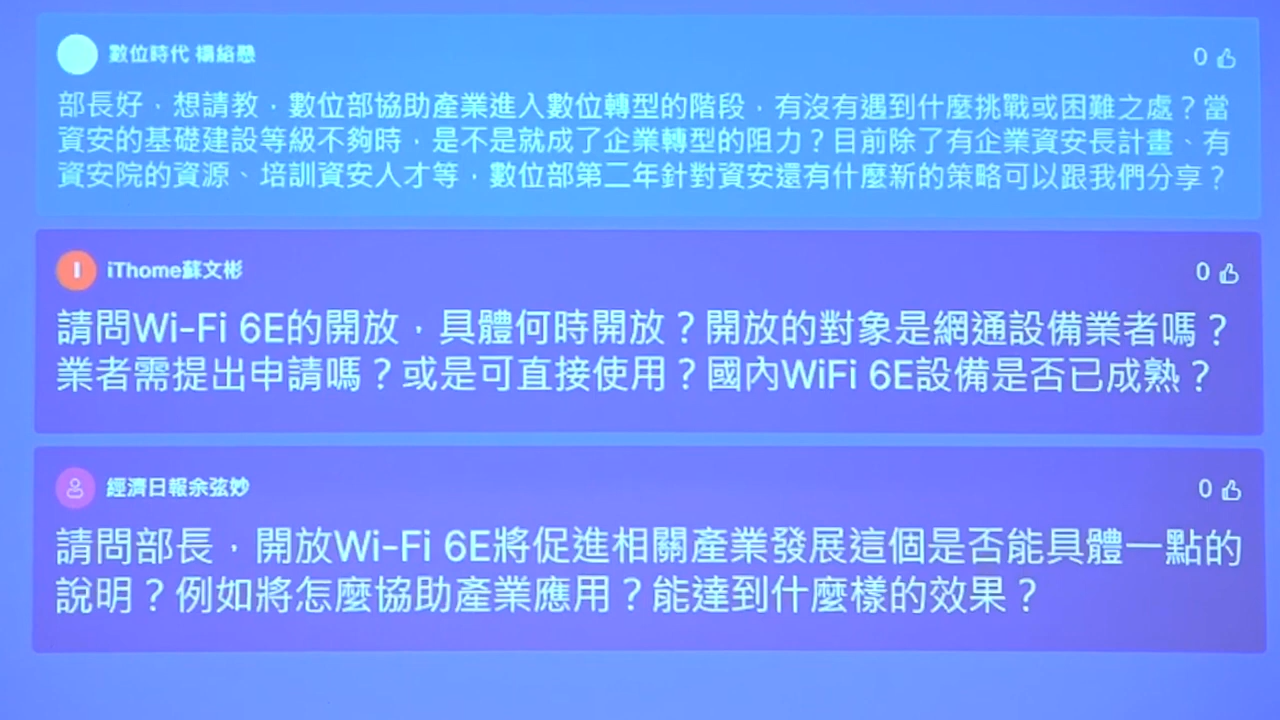 數位時代 楊絡懸
0
部長好，想請教，數位部協助產業進入數位轉型的階段，有沒有遇到什麼挑戰或困難之處？當
資安的基礎建設等級不夠時，是不是就成了企業轉型的阻力？目前除了有企業資安長計畫、有
資安院的資源、培訓資安人才等，數位部第二年針對資安還有什麼新的策略可以跟我們分享？
I
iThome蘇文彬
0
請問Wi-Fi 6E的開放，具體何時開放？開放的對象是網通設備業者嗎？
業者需提出申請嗎？或是可直接使用？國內WiFi 6E設備是否已成熟？
經濟日報余弦妙
0
請問部長，開放Wi-Fi 6E將促進相關產業發展這個是否能具體一點的
說明？例如將怎麼協助產業應用？能達到什麼樣的效果？